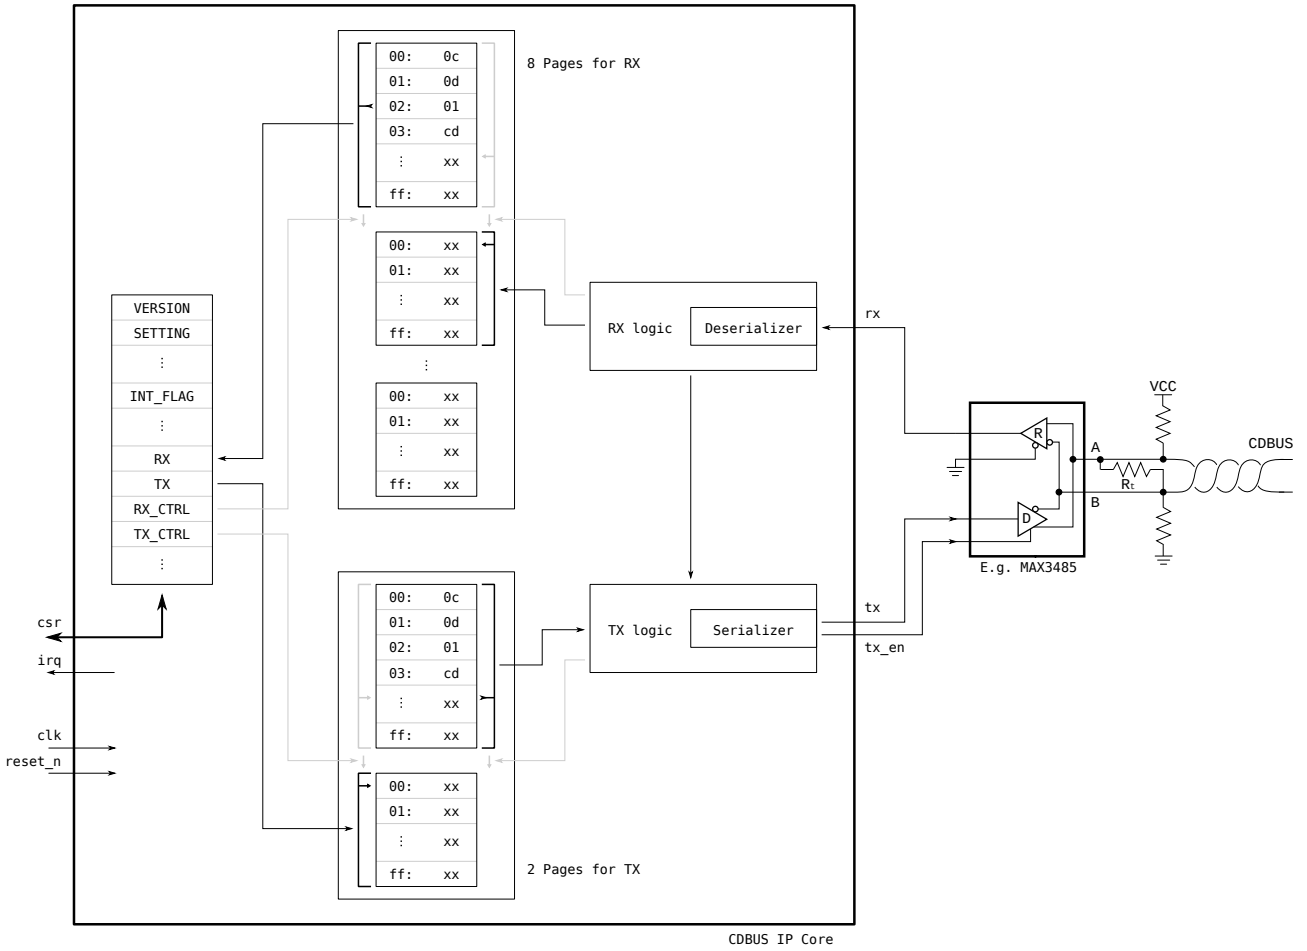 8 Pages for RX
00: 0c
01: 0d
02: 01
03: cd
⋮ xx
ff: xx
00: xx
01: xx
⋮ xx
ff: xx
⋮
00: xx
01: xx
⋮ xx
ff: xx
VERSION
SETTING
⋮
INT_FLAG
⋮
RX
TX
RX_CTRL
TX_CTRL
⋮
RX logic
Deserializer
rx
VCC
R
A
CDBUS
Rt
B
D
E.g. MAX3485
csr
irq
clk
reset_n
00: 0c
01: 0d
02: 01
03: cd
⋮ xx
ff: xx
00: xx
01: xx
⋮ xx
ff: xx
2 Pages for TX
TX logic
Serializer
tx
tx_en
CDBUS IP Core